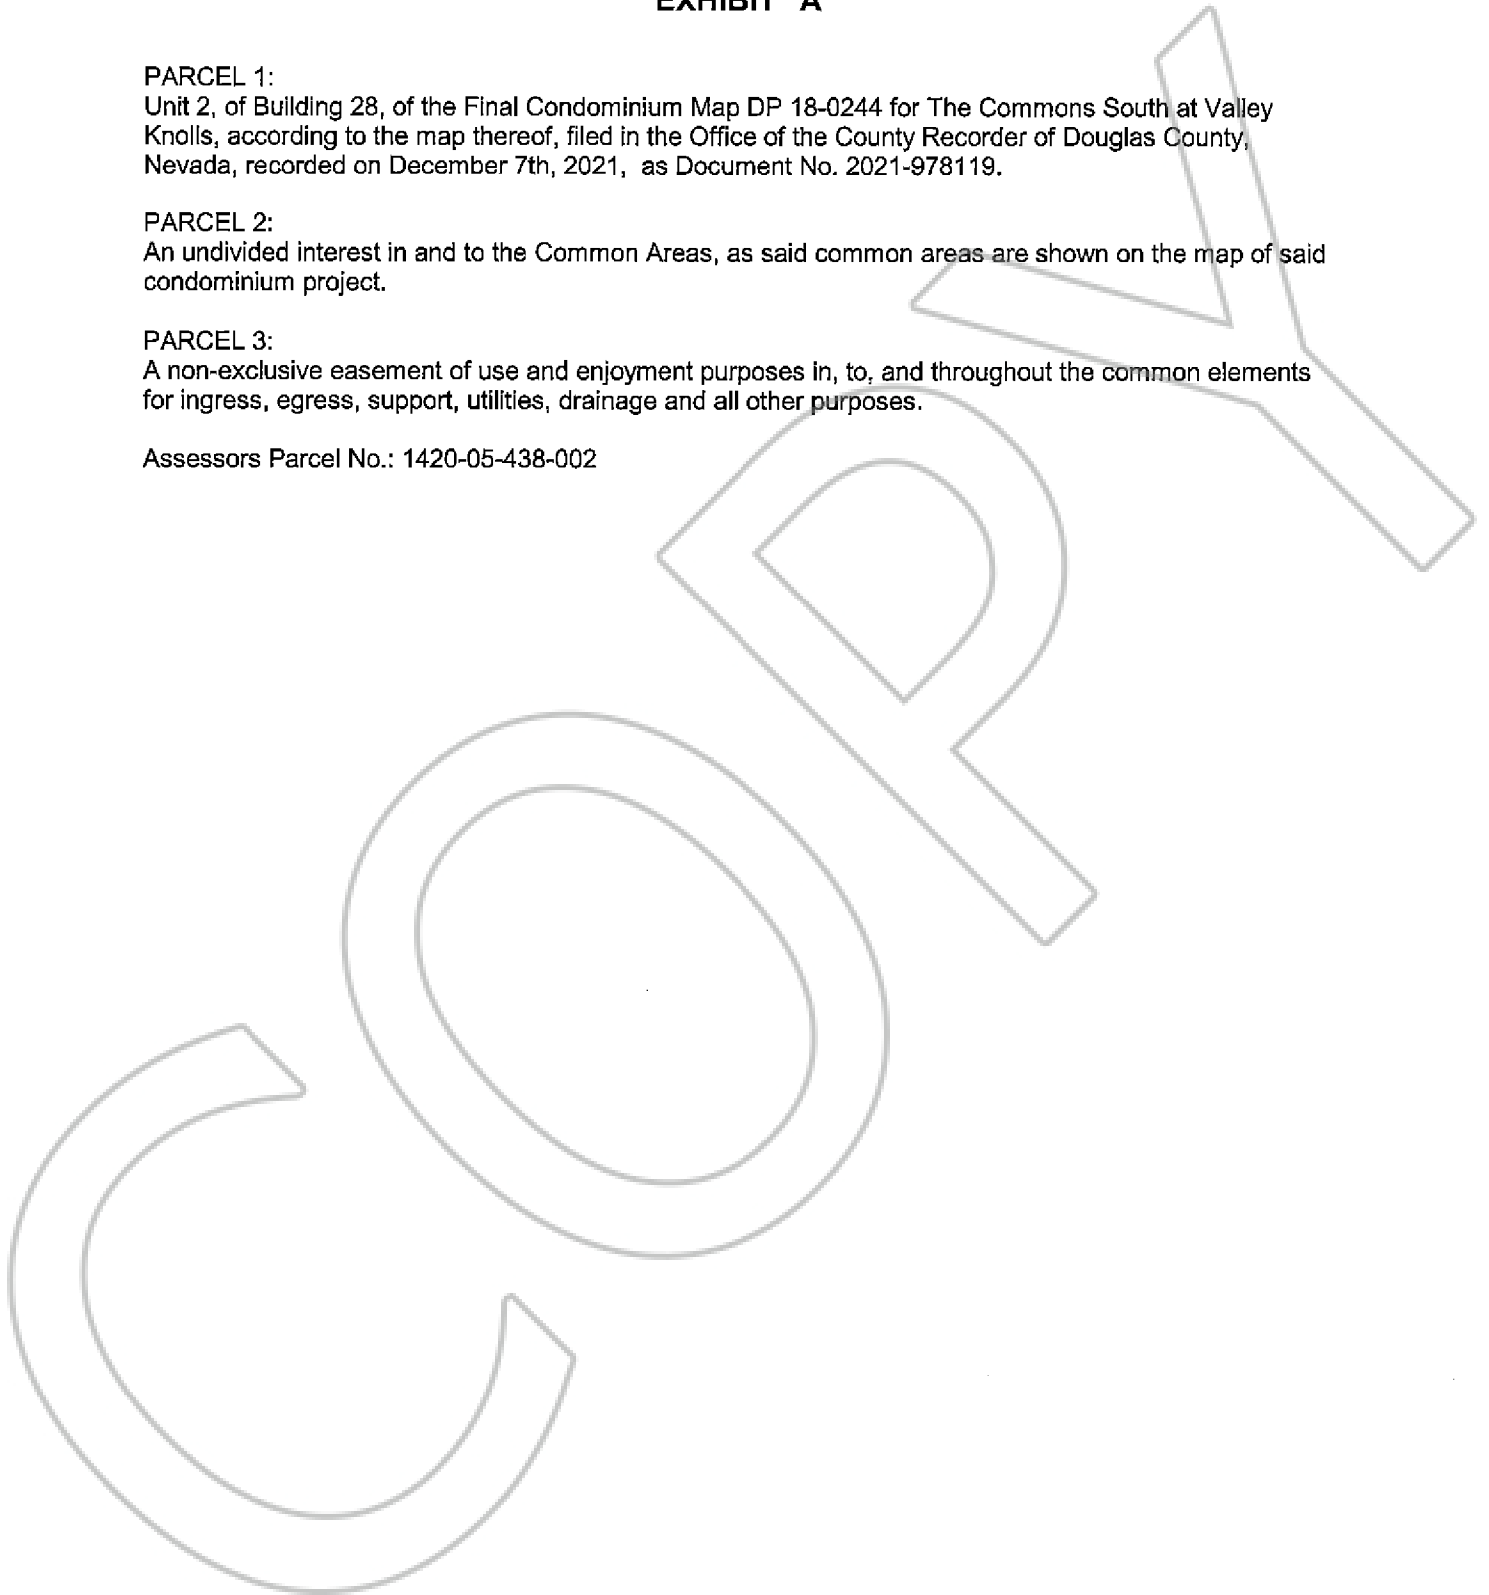 EXHIBIT "A"
PARCEL 1:
Unit 2, of Building 28, of the Final Condominium Map DP 18-0244 for The Commons South at Valley
Knolls, according to the map thereof, filed in the Office of the County Recorder of Douglas County,
Nevada, recorded on December 7th, 2021, as Document No. 2021-978119.
PARCEL 2:
An undivided interest in and to the Common Areas, as said common areas are shown on the map of said
condominium project.
PARCEL 3:
A non-exclusive easement of use and enjoyment purposes in, to, and throughout the common elements
for ingress, egress, support, utilities, drainage and all other purposes.
Assessors Parcel No.: 1420-05-438-002
COPY